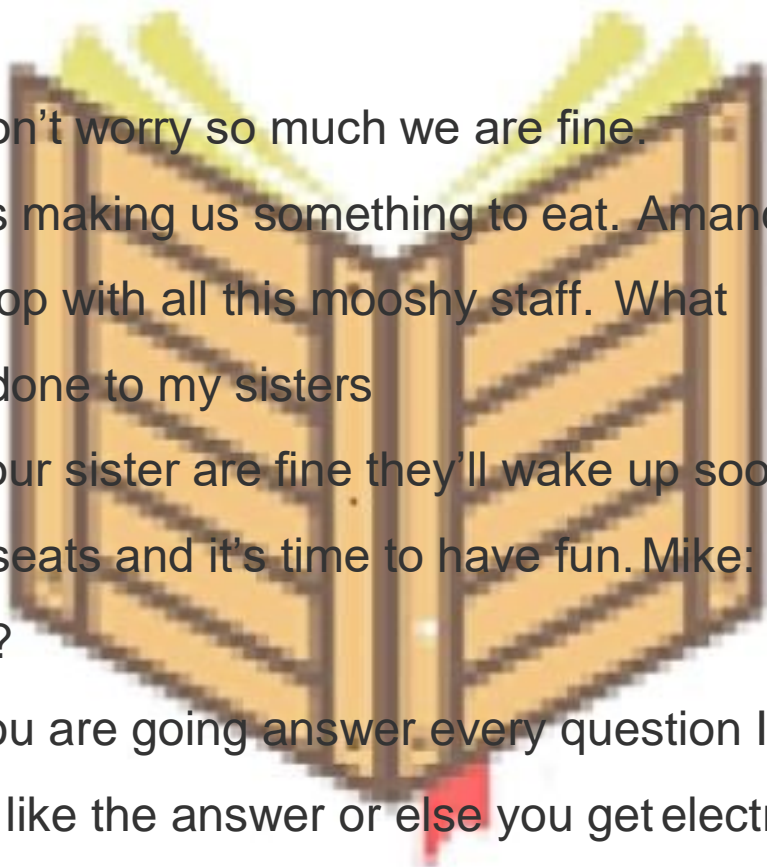 on’t worry so much we are fine.
s making us something to eat. Amand
op with all this mooshy staff. What
done to my sisters
our sister are fine they’ll wake up soo
seats and it’s time to have fun. Mike:
?
ou are going answer every question I
like the answer or else you get electr